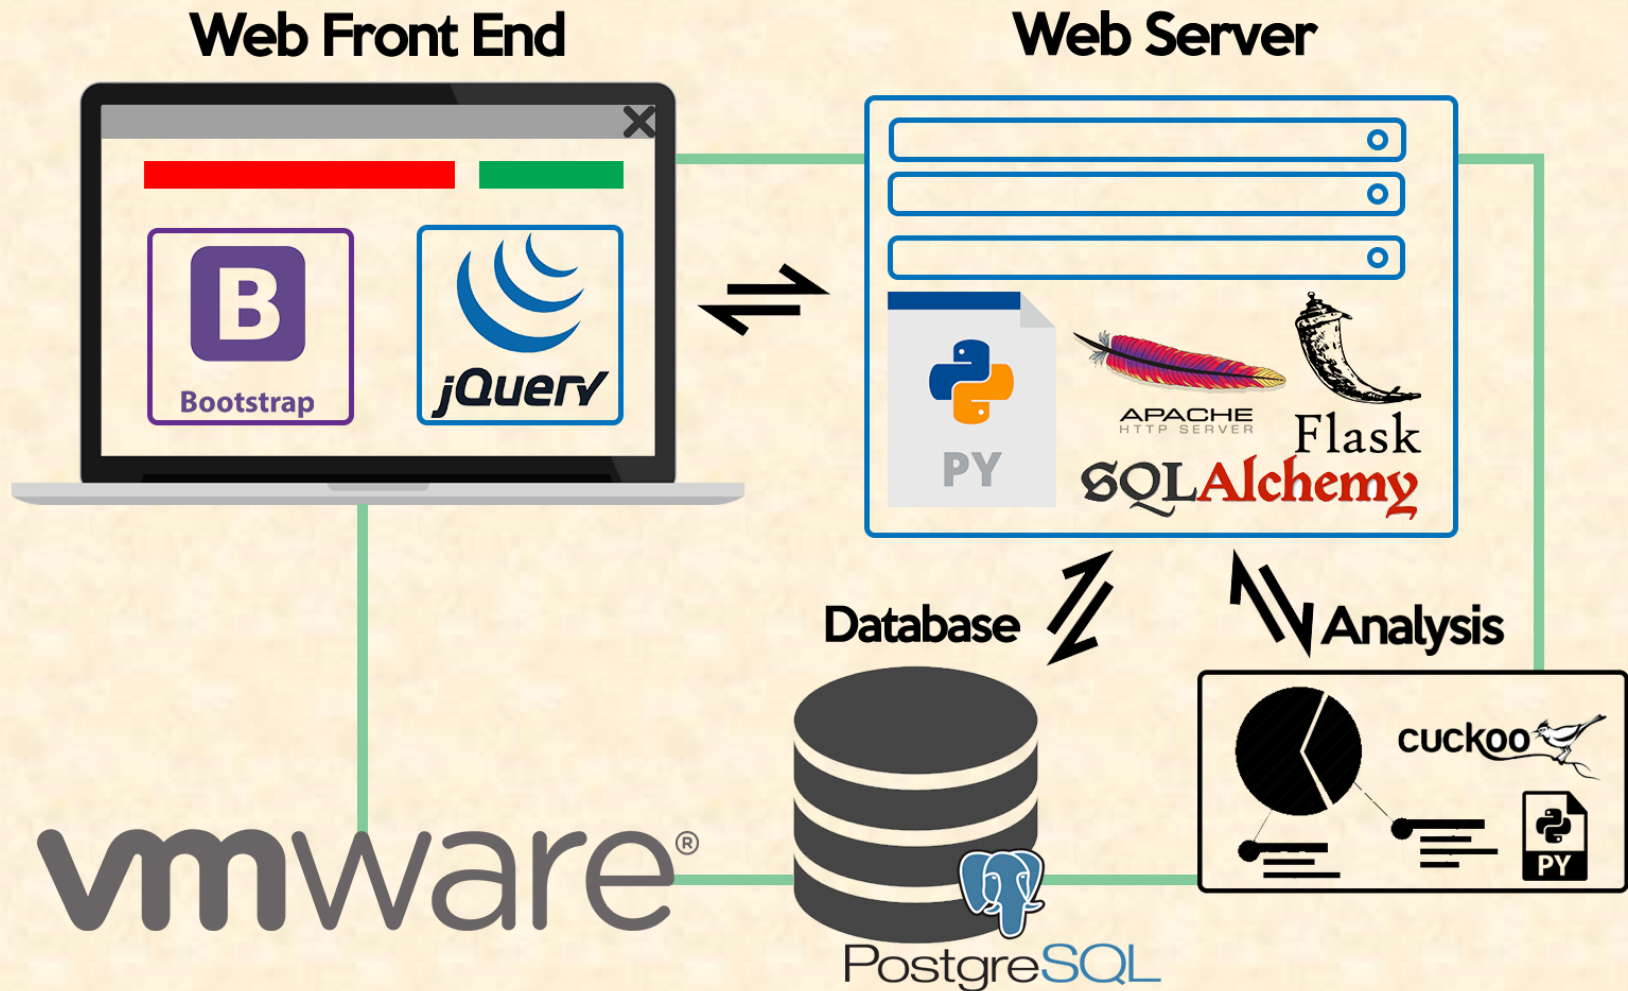 Web Front End
Web Server
B
Bootstrap
jQuery
PY
APACHE
HTTP SERVER
Flask
SQLAlchemy
Database
Analysis
cuckoo
PY
vmware®
PostgreSQL